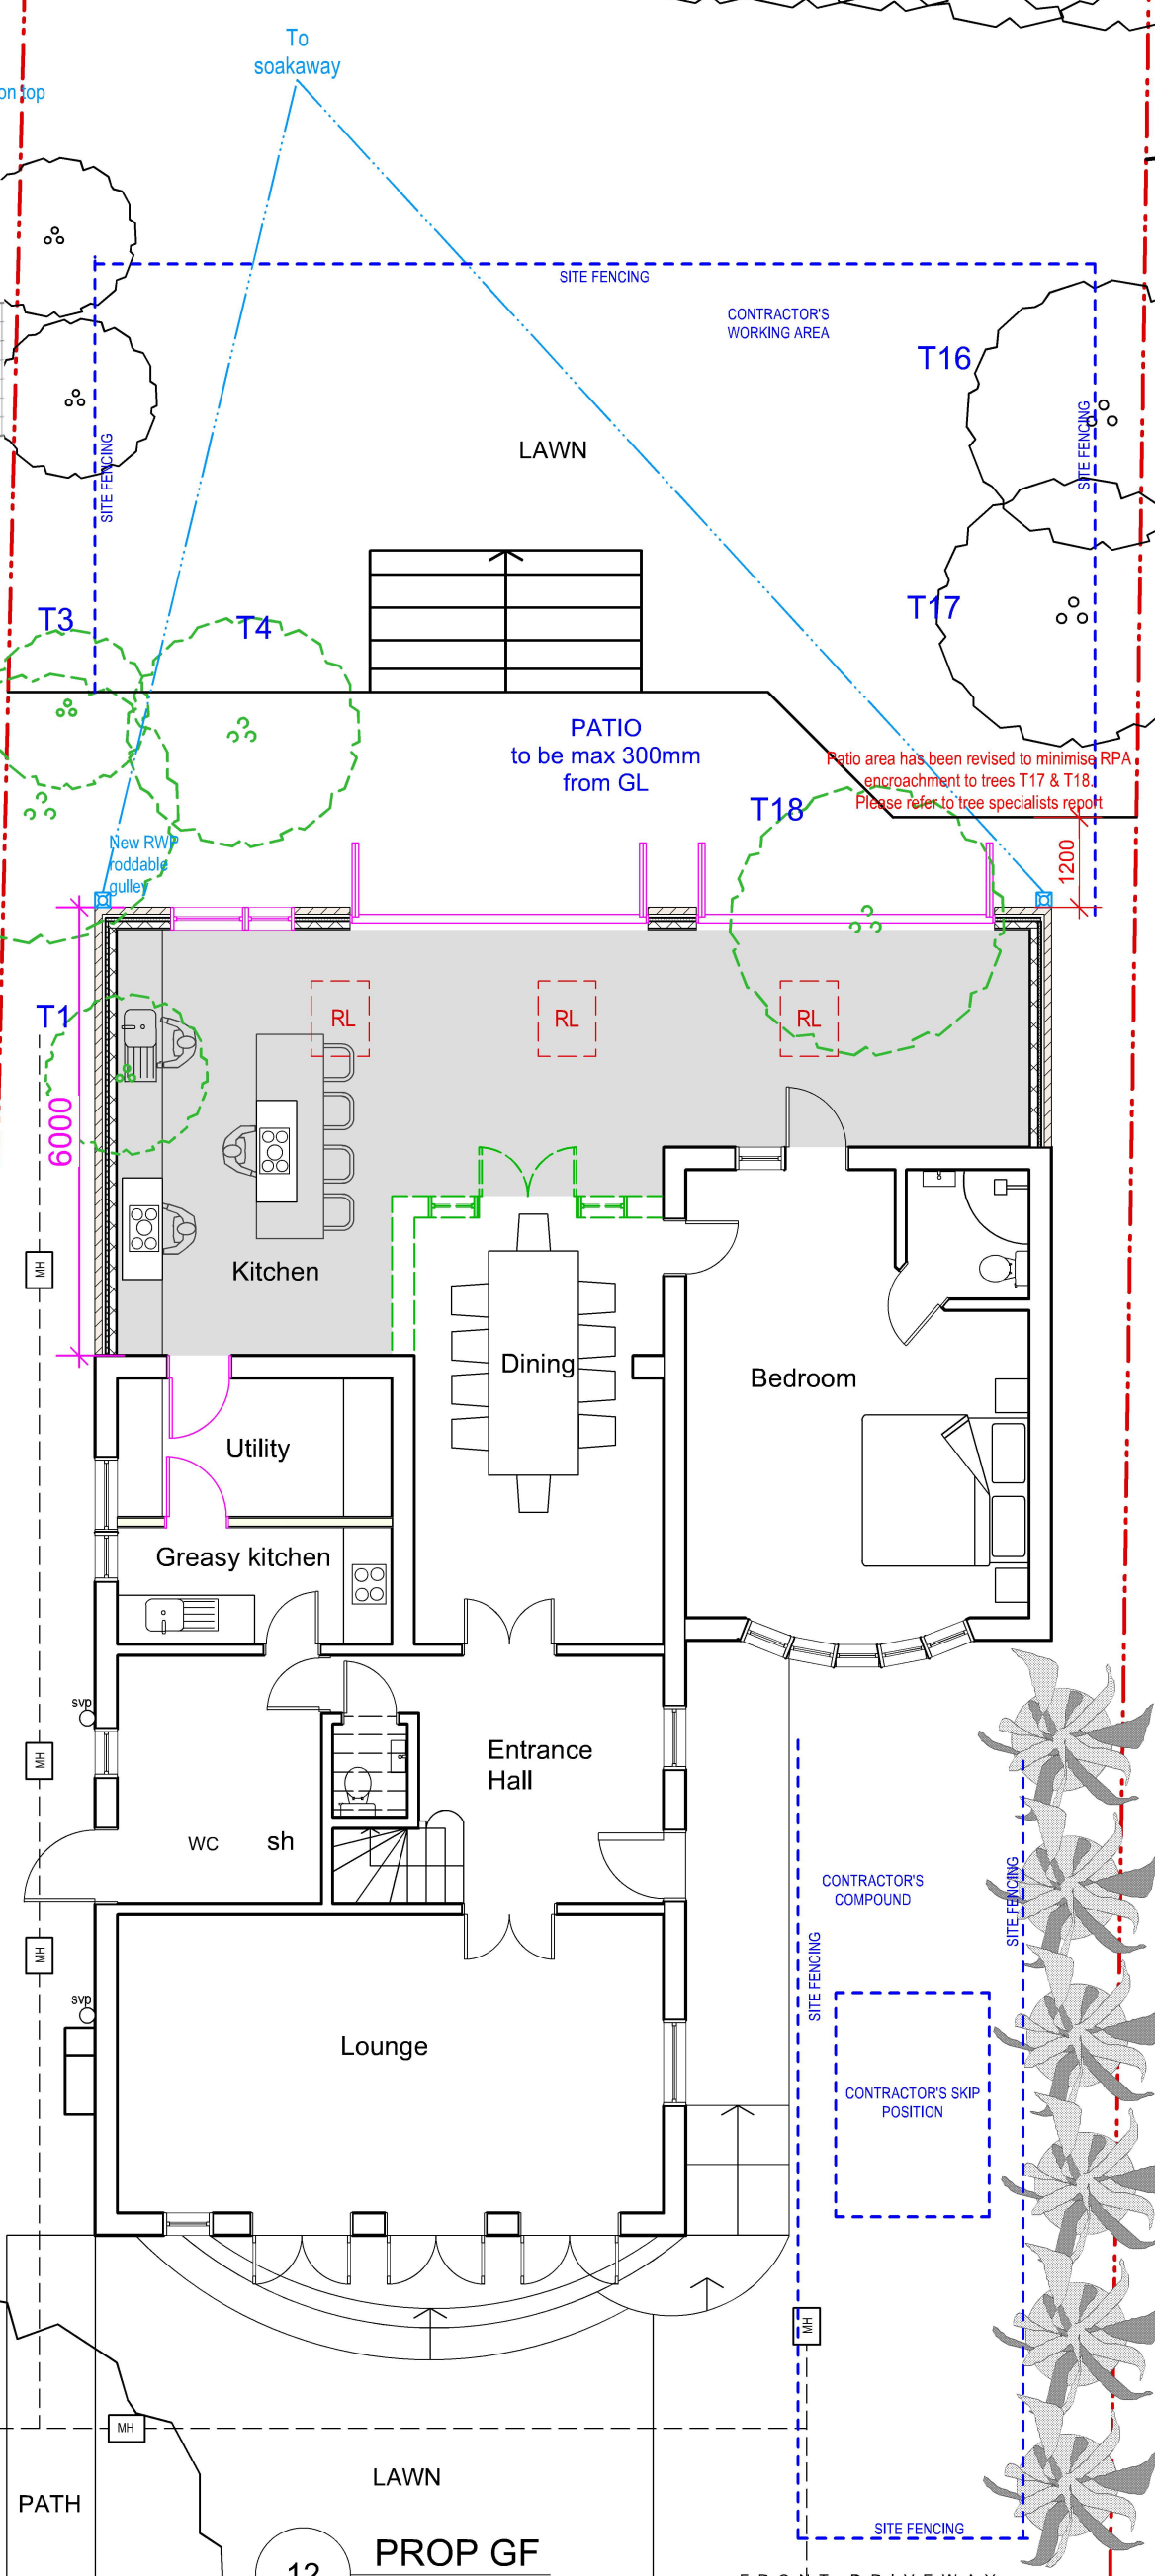 To
soakaway
on top
SITE FENCING
CONTRACTOR'S
WORKING AREA
T16
SITE FENCING
SITE FENCING
LAWN
T3
T4
T17
PATIO
to be max 300mm
from GL
Patio area has been revised to minimise RPA
encroachment to trees T17 & T18.
Please refer to tree specialists report
T18
New RWP
roddable
gulley
1200
T1
RL
RL
RL
6000
MH
Kitchen
Dining
Bedroom
Utility
Greasy kitchen
svp
MH
Entrance
Hall
WC
sh
CONTRACTOR'S
COMPOUND
SITE FENCING
SITE FENCING
MH
svp
Lounge
CONTRACTOR'S SKIP
POSITION
MH
MH
LAWN
PATH
SITE FENCING
PROP GF
12
FRONT DRIVEWAY